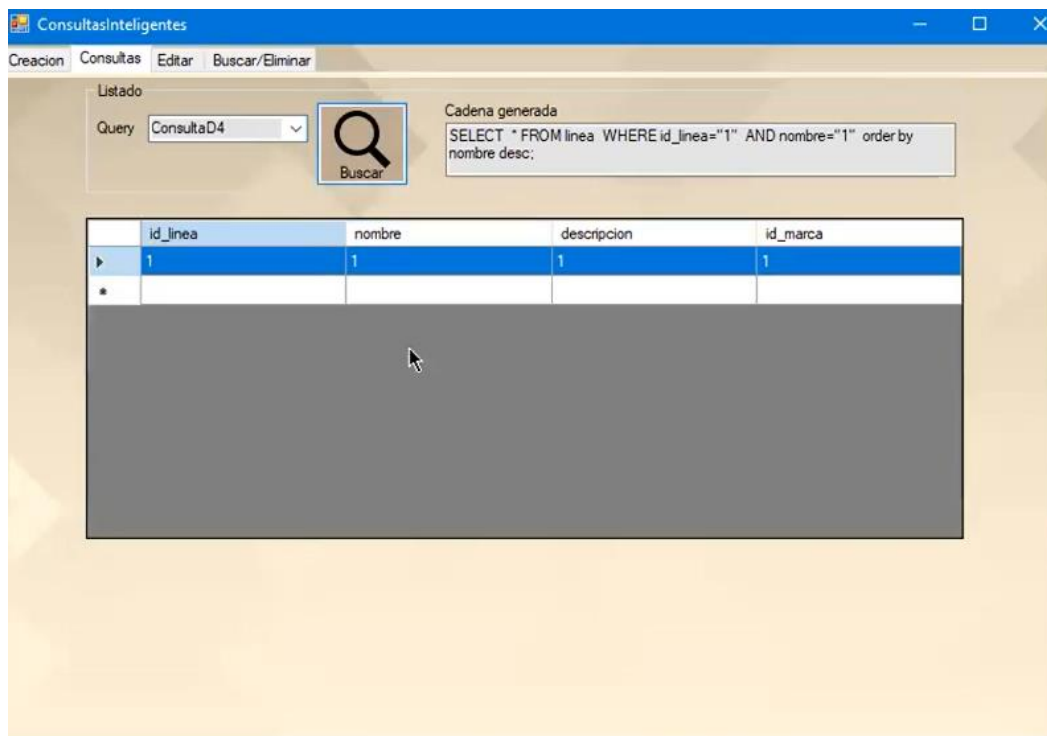 ConsultasInteligentes
Creacion Consultas Editar Buscar/Eliminar
Listado
Query ConsultaD4
Buscar
Cadena generada
SELECT * FROM linea WHERE id_linea="1" AND nombre="1" order by
nombre desc;
id_linea nombre descripcion id_marca
1 1 1 1